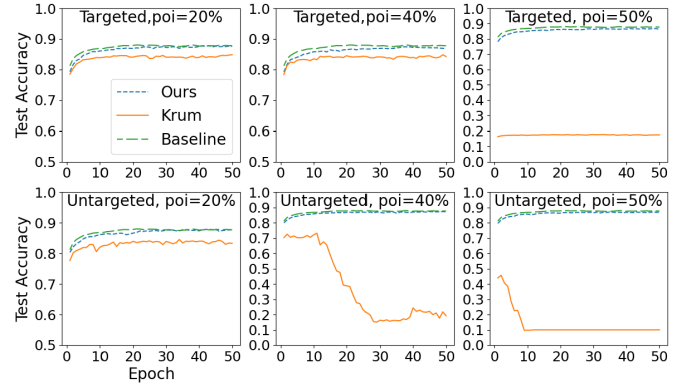 Targeted,poi=20%
Targeted,poi=40%
Targeted, poi=50%
Test Accuracy
1.0
0.9
0.8
0.7
0.6
0.5
0 10 20 30 40 50
Ours
Krum
Baseline
1.0
0.9
0.8
0.7
0.6
0.5
0 10 20 30 40 50
1.0
0.9
0.8
0.7
0.6
0.5
0.4
0.3
0.2
0.1
0.0
0 10 20 30 40 50
Untargeted, poi=20%
Untargeted, poi=40%
Untargeted, poi=50%
Test Accuracy
1.0
0.9
0.8
0.7
0.6
0.5
0 10 20 30 40 50
Epoch
1.0
0.9
0.8
0.7
0.6
0.5
0.4
0.3
0.2
0.1
0.0
0 10 20 30 40 50
1.0
0.9
0.8
0.7
0.6
0.5
0.4
0.3
0.2
0.1
0.0
0 10 20 30 40 50